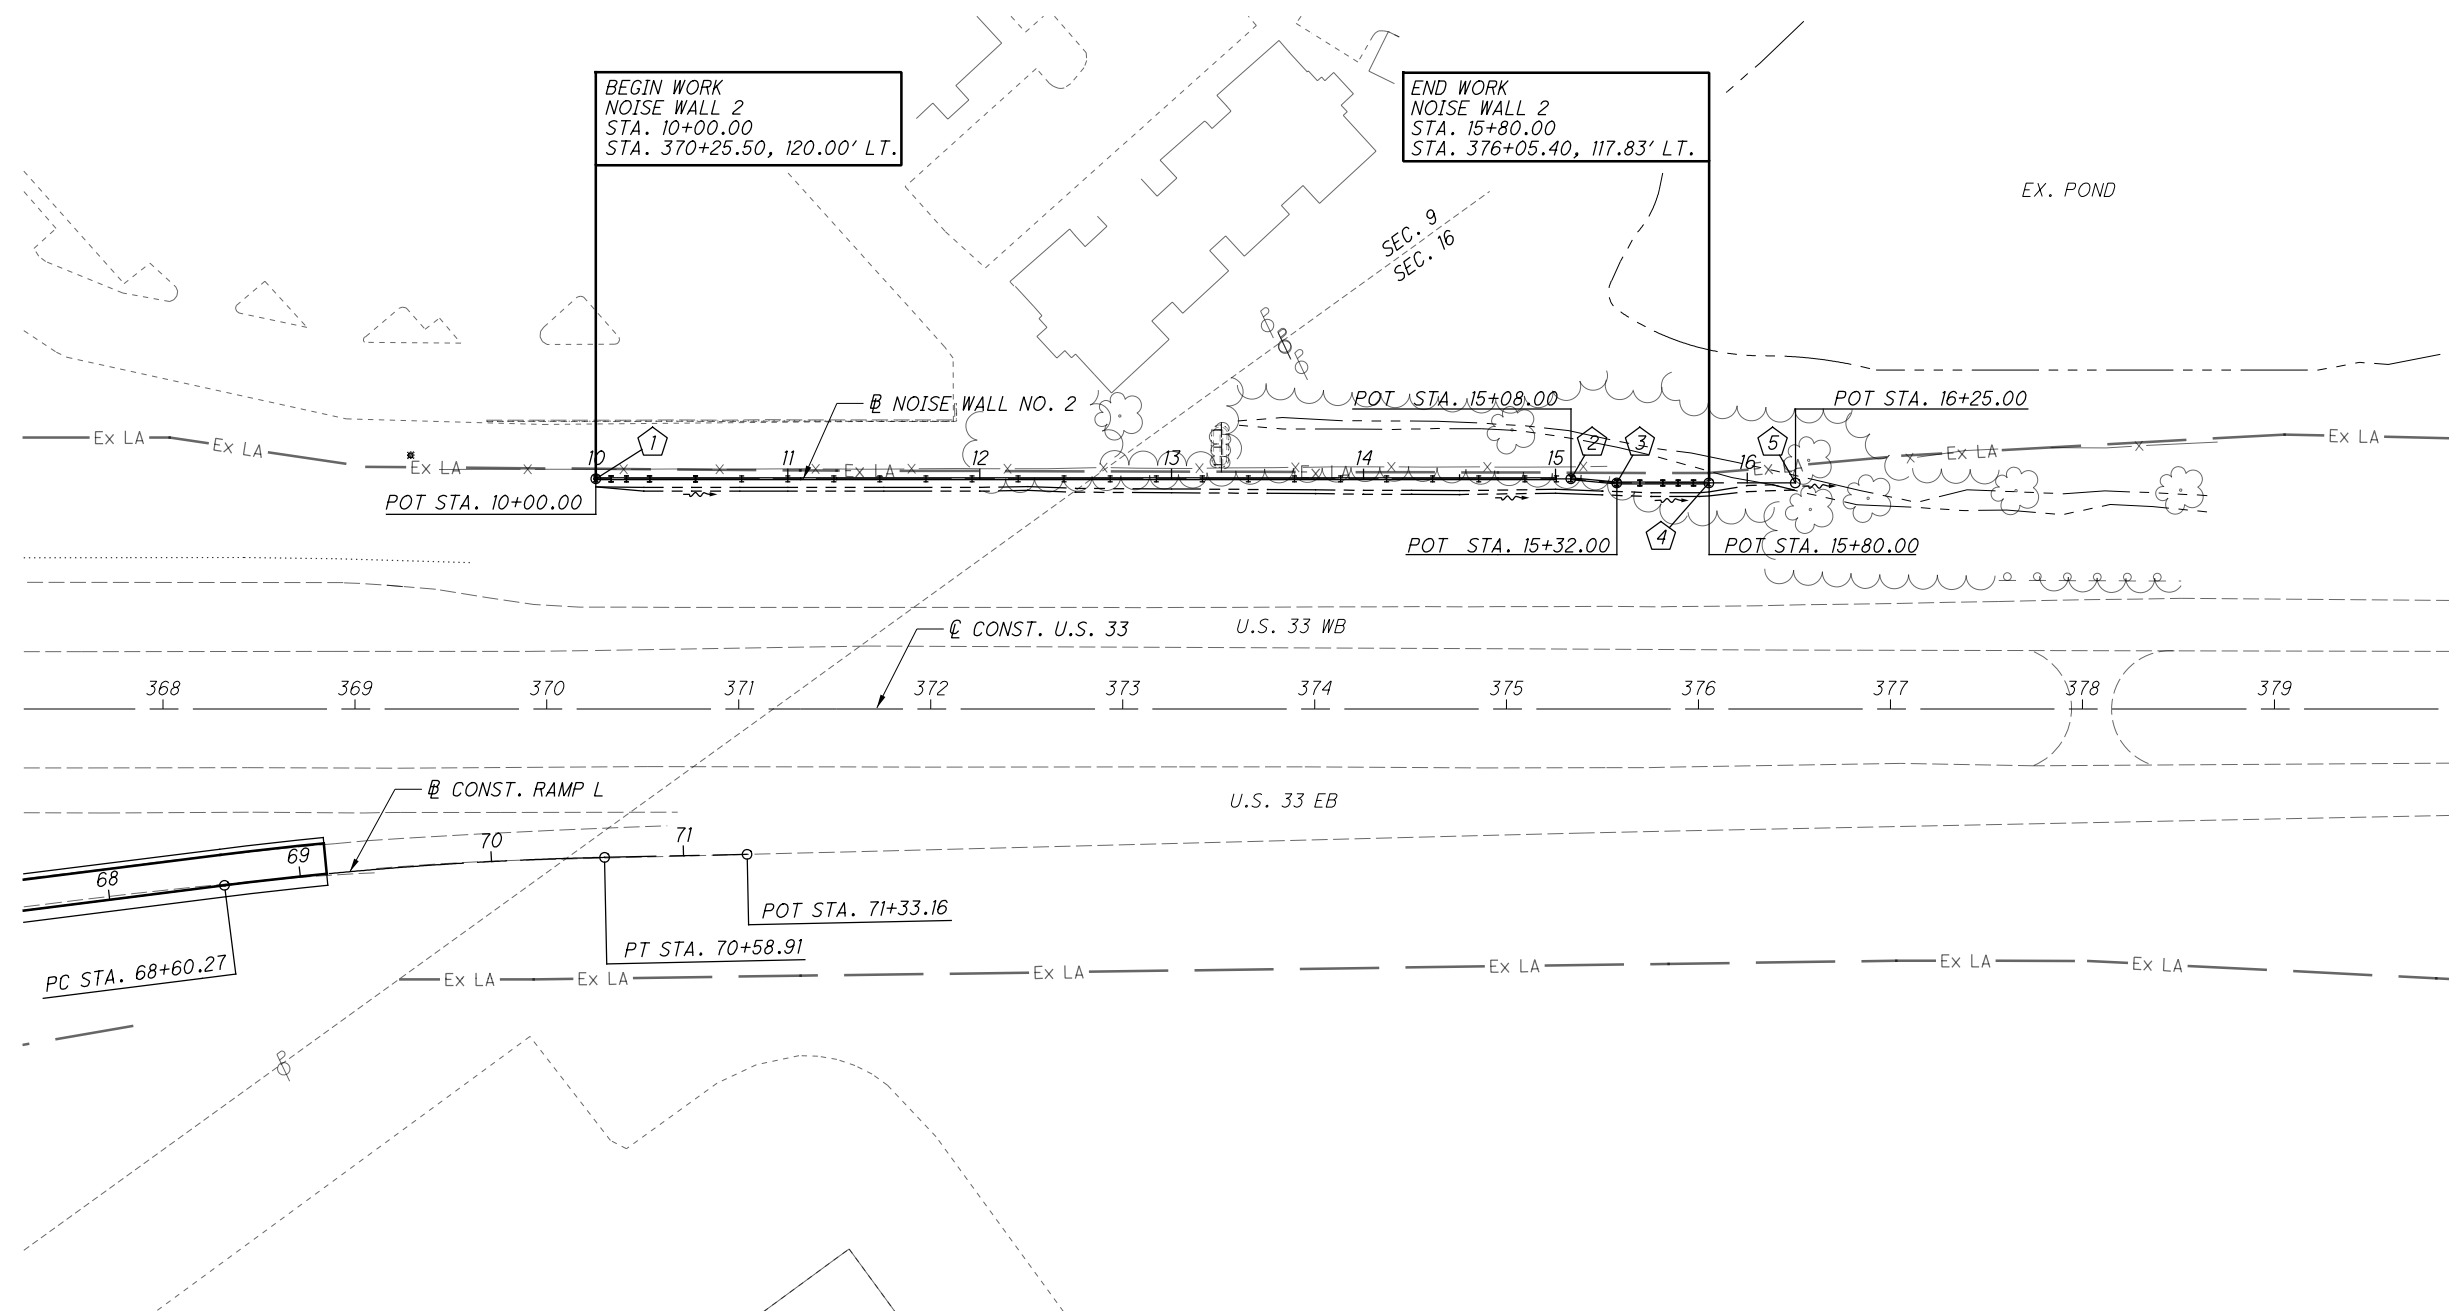 BEGIN WORK
NOISE WALL 2
STA. 10+00.00
STA. 370+25.50, 120.00' LT.
END WORK
NOISE WALL 2
STA. 15+80.00
STA. 376+05.40, 117.83' LT.
EX. POND
SEC. 9
SEC. 16
℄ NOISE WALL NO. 2
POT STA. 15+08.00
POT STA. 16+25.00
Ex LA
Ex LA
Ex LA
Ex LA
Ex LA
Ex LA
Ex LA
Ex LA
1
2
3
5
10 11 12 13 14 15 16
POT STA. 10+00.00
4
POT STA. 15+32.00
POT STA. 15+80.00
℄ CONST. U.S. 33
U.S. 33 WB
368 369 370 371 372 373 374 375 376 377 378 379
℄ CONST. RAMP L
U.S. 33 EB
68 69 70 71
POT STA. 71+33.16
PT STA. 70+58.91
PC STA. 68+60.27
Ex LA
Ex LA
Ex LA
Ex LA
Ex LA
Ex LA